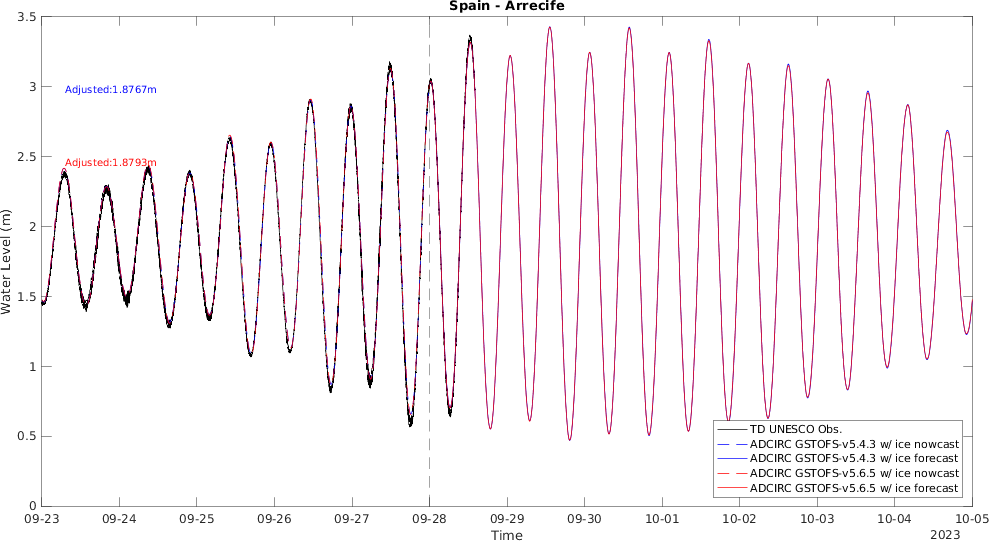 Spain - Arrecife
3.5
3
2.5
2
1.5
1
0.5
0
Water Level (m)
Adjusted:1.8767m
Adjusted:1.8793m
TD UNESCO Obs.
ADCIRC GSTOFS-v5.4.3 w/ ice nowcast
ADCIRC GSTOFS-v5.4.3 w/ ice forecast
ADCIRC GSTOFS-v5.6.5 w/ ice nowcast
ADCIRC GSTOFS-v5.6.5 w/ ice forecast
09-23 09-24 09-25 09-26 09-27 09-28 09-29 09-30 10-01 10-02 10-03 10-04 10-05
Time
2023